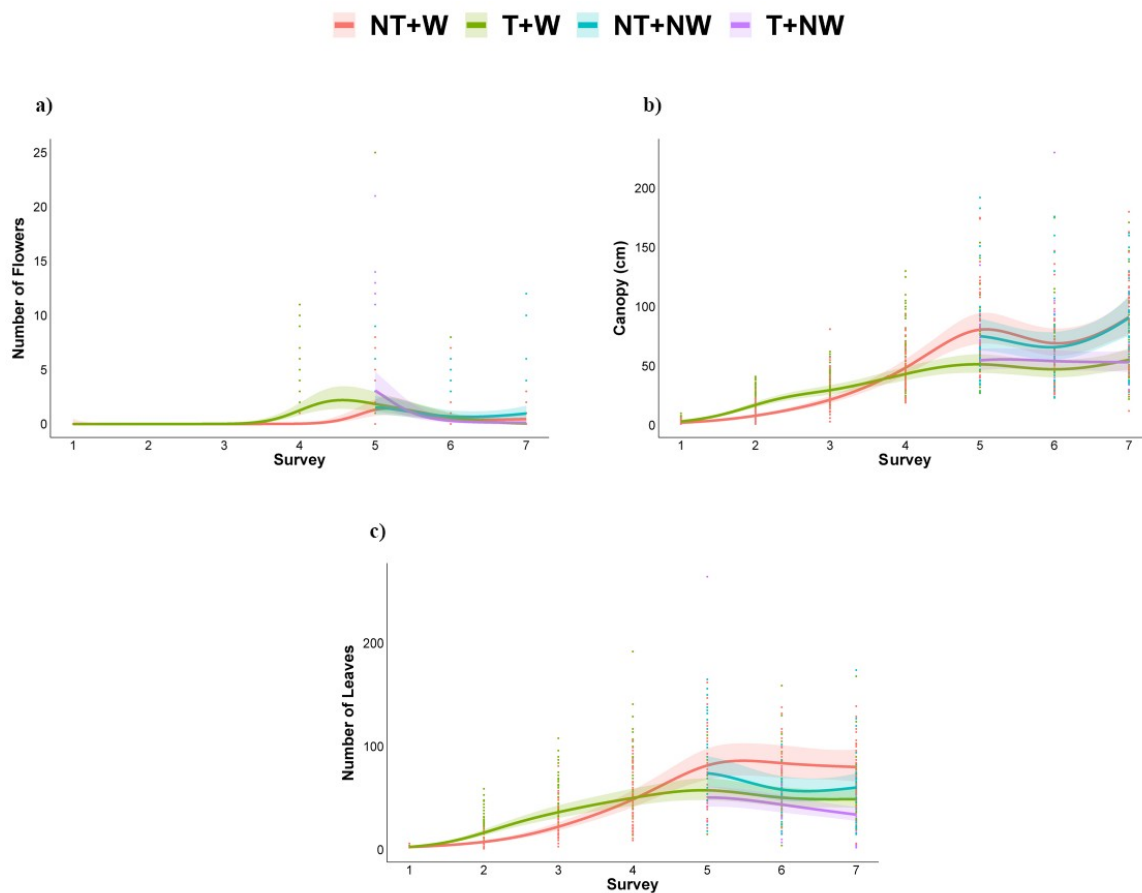 NT+W T+W NT+NW T+NW
a)
25
20
15
10
5
0
Number of Flowers
1 2 3 4 5 6 7
Survey
b)
200
150
100
50
0
Canopy (cm)
1 2 3 4 5 6 7
Survey
c)
200
100
0
Number of Leaves
1 2 3 4 5 6 7
Survey